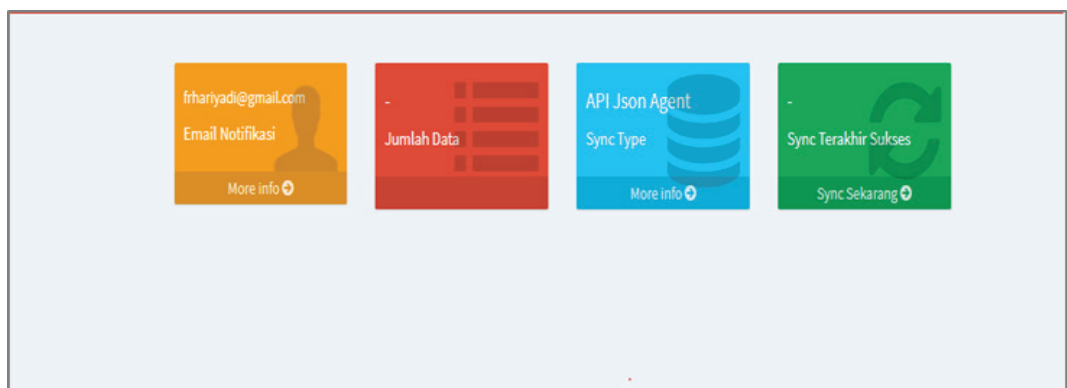 frhariyadi@gmail.com
Email Notifikasi
More info
-
Jumlah Data
API Json Agent
Sync Type
More info
-
Sync Terakhir Sukses
Sync Sekarang